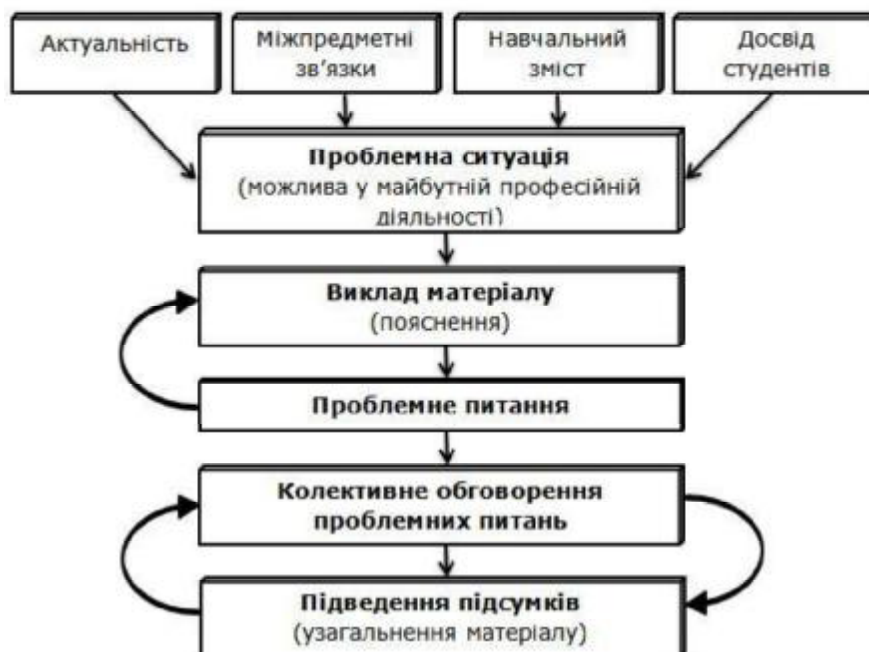 Актуальність
Міжпредметні
зв’язки
Навчальний
зміст
Досвід
студентів
Проблемна ситуація
(можлива у майбутній професійній
діяльності)
Виклад матеріалу
(пояснення)
Проблемне питання
Колективне обговорення
проблемних питань
Підведення підсумків
(узагальнення матеріалу)